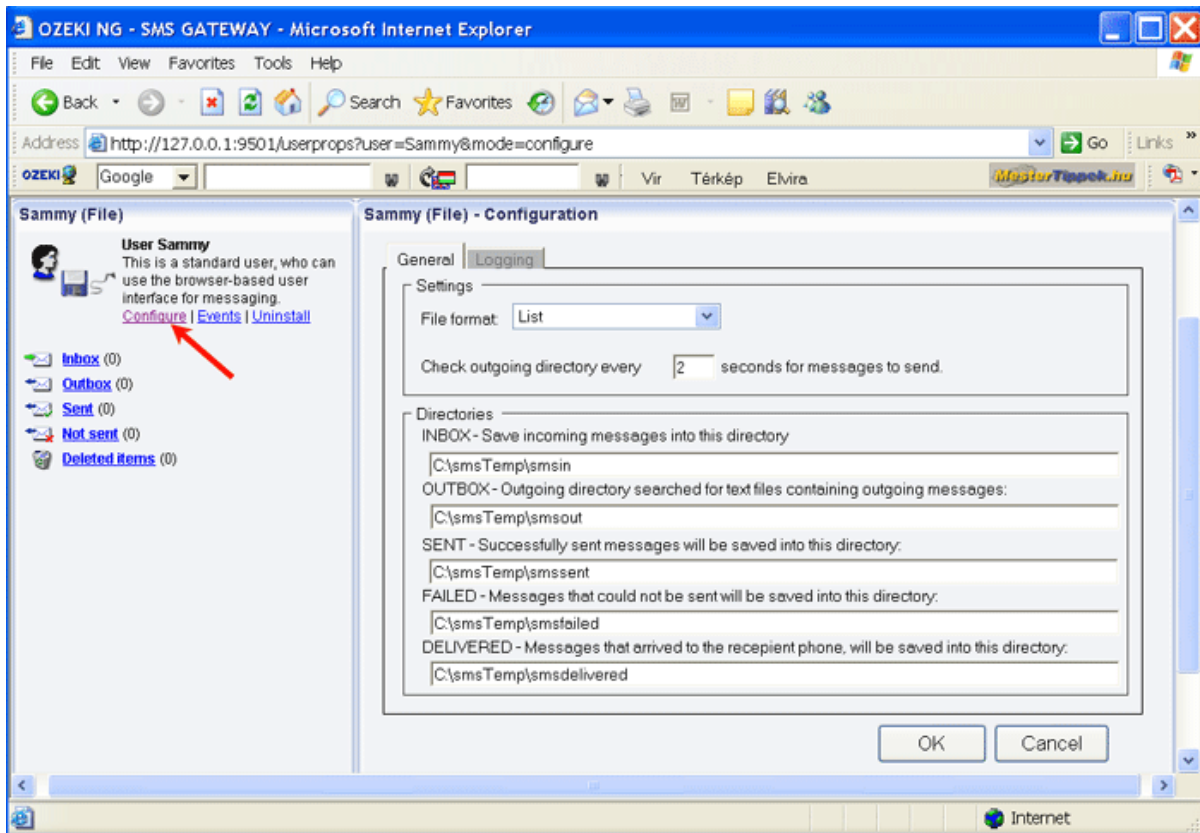 OZEKI NG - SMS GATEWAY - Microsoft Internet Explorer
File Edit View Favorites Tools Help
Back Search Favorites
Address http://127.0.0.1:9501/userprops?user=Sammy&mode=configure Go Links »
OZEKI Google Vir Térkép Elvira MesterTippek.hu
Sammy (File)
User Sammy
This is a standard user, who can
use the browser-based user
interface for messaging.
Configure | Events | Uninstall
Inbox (0)
Outbox (0)
Sent (0)
Not sent (0)
Deleted items (0)
Sammy (File) - Configuration
General Logging
Settings
File format: List
Check outgoing directory every 2 seconds for messages to send.
Directories
INBOX - Save incoming messages into this directory
C:\smsTemp\smsin
OUTBOX - Outgoing directory searched for text files containing outgoing messages:
C:\smsTemp\smsout
SENT - Successfully sent messages will be saved into this directory:
C:\smsTemp\smssent
FAILED - Messages that could not be sent will be saved into this directory:
C:\smsTemp\smsfailed
DELIVERED - Messages that arrived to the recepient phone, will be saved into this directory:
C:\smsTemp\smsdelivered
OK Cancel
Internet